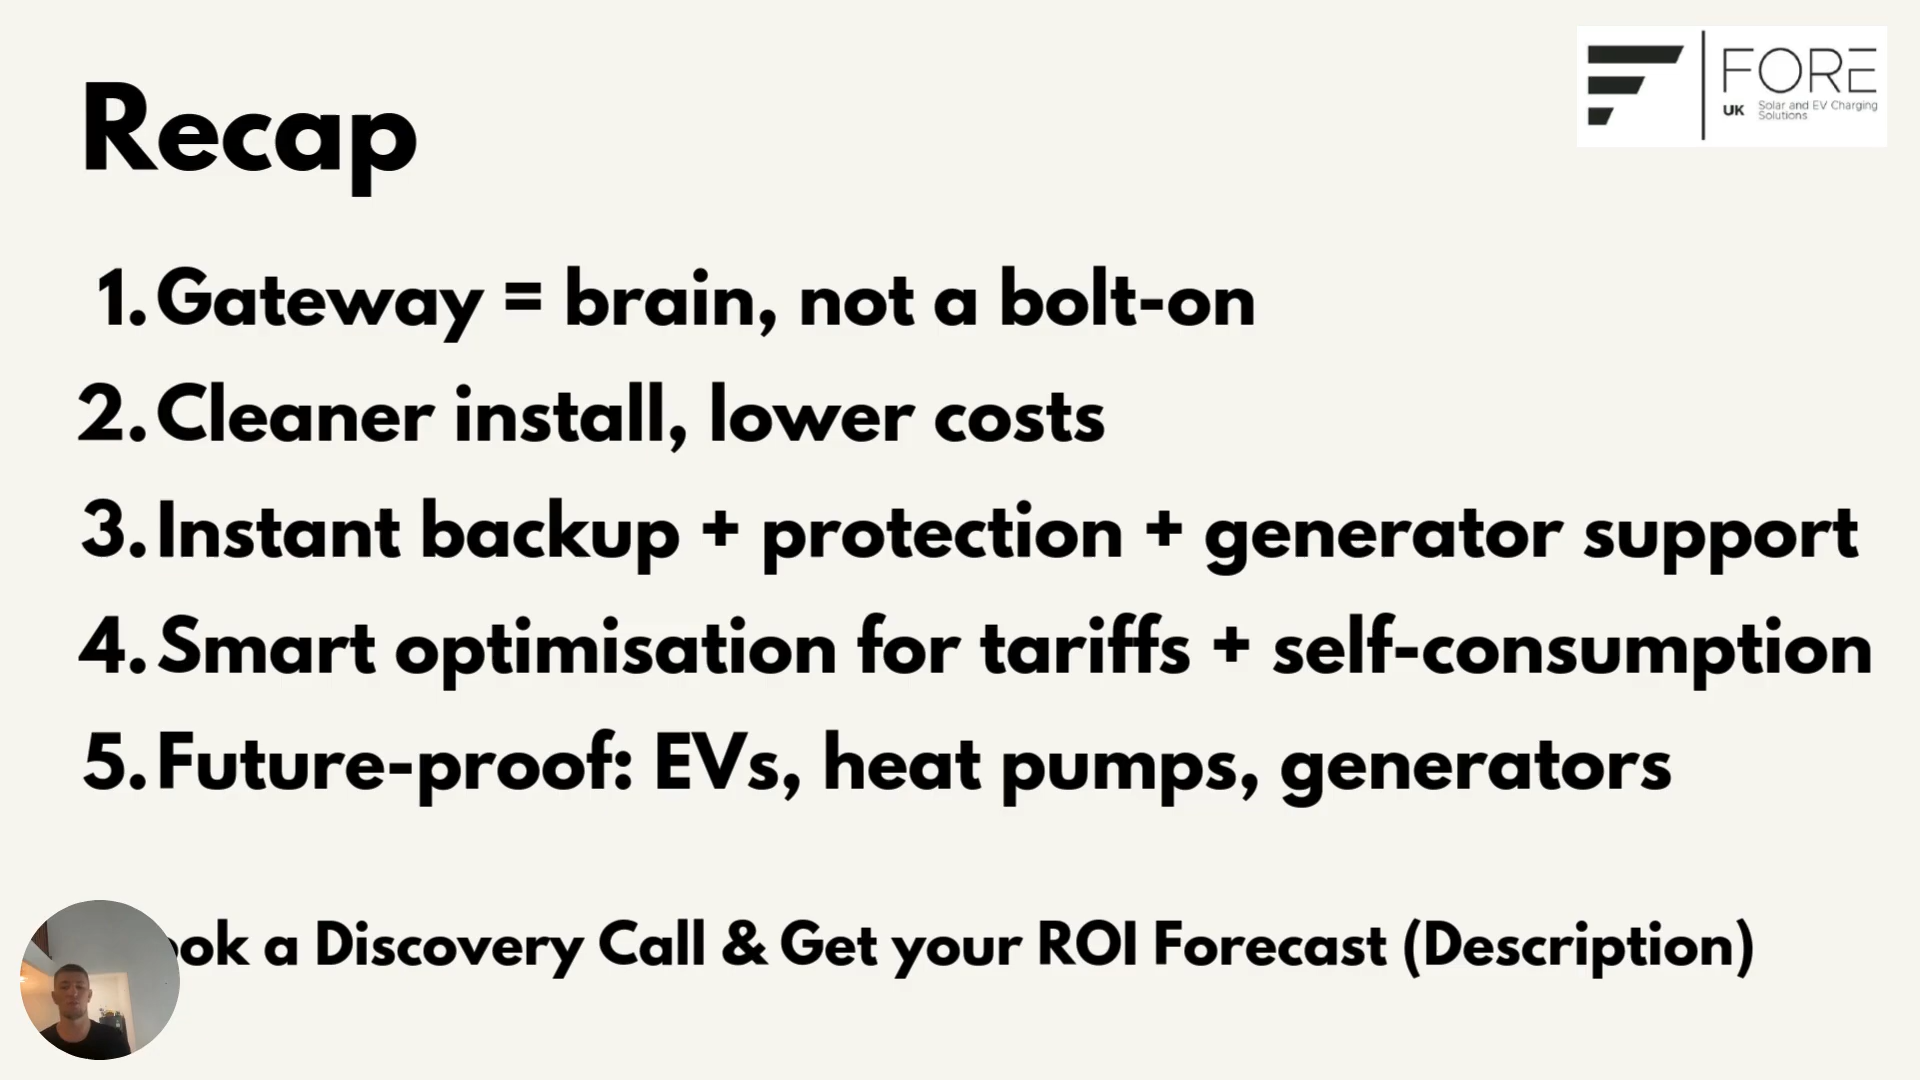 Recap
FORE
UK Solar and EV Charging
Solutions
1. Gateway = brain, not a bolt-on
2. Cleaner install, lower costs
3. Instant backup + protection + generator support
4. Smart optimisation for tariffs + self-consumption
5. Future-proof: EVs, heat pumps, generators
a Discovery Call & Get your ROI Forecast (Description)